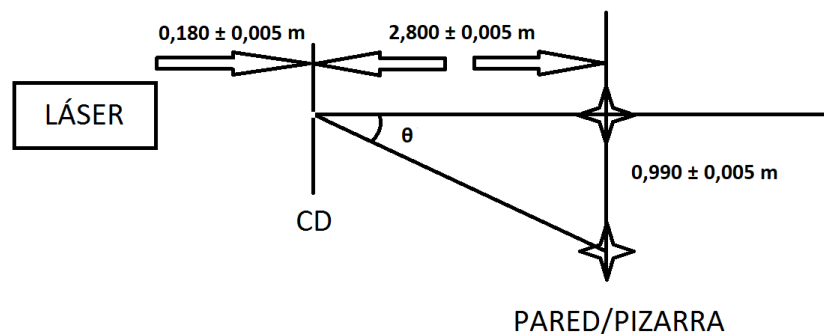 0,180 ± 0,005 m
2,800 ± 0,005 m
LÁSER
θ
0,990 ± 0,005 m
CD
PARED/PIZARRA